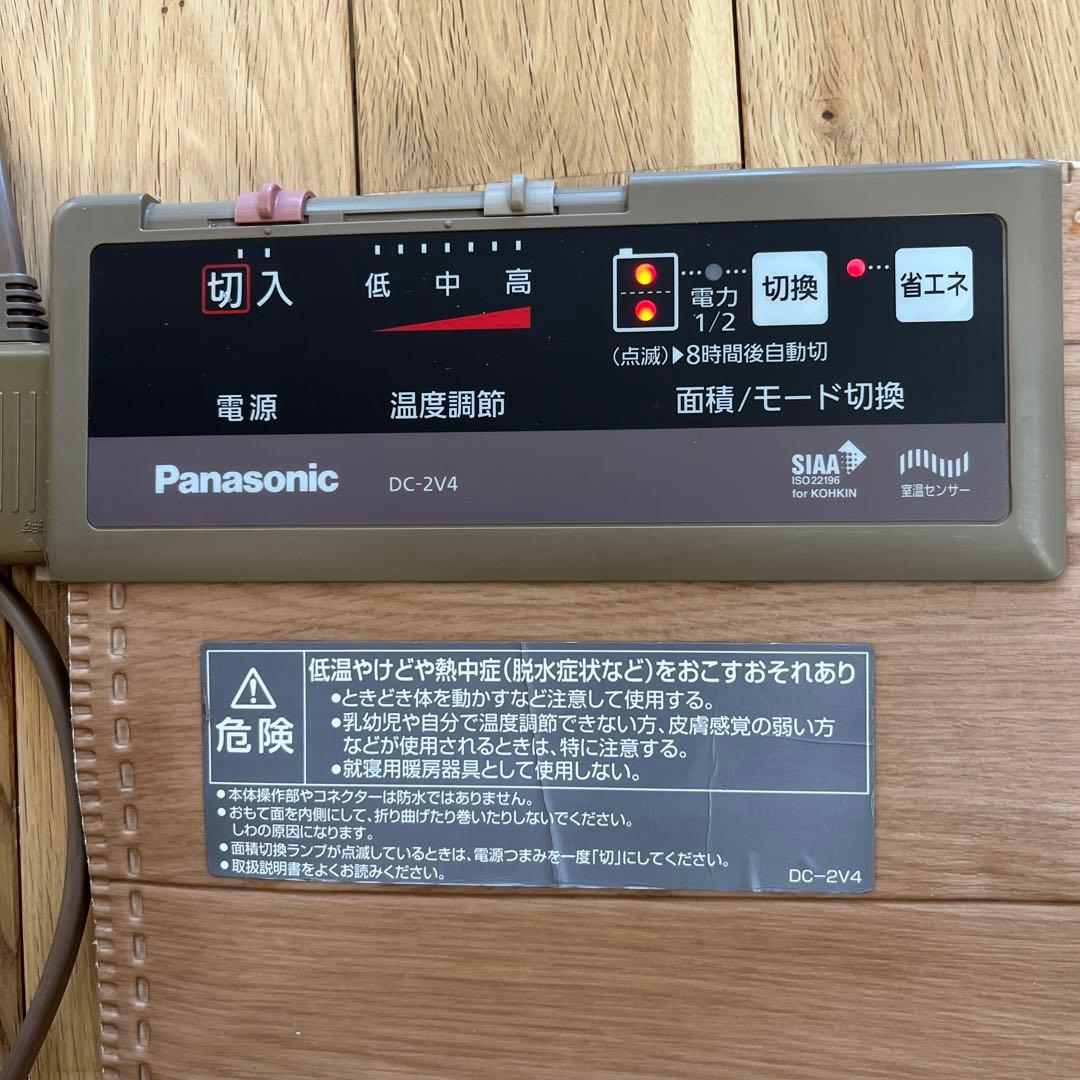 切 入
低 中 高
電力
1/2
切換
省エネ
(点滅)▶8時間後自動切
電源
温度調節
面積/モード切換
Panasonic
DC-2V4
SIAA
ISO22196
for KOHKIN
室温センサー
危険
低温やけどや熱中症(脱水症状など)をおこすおそれあり
●ときどき体を動かすなど注意して使用する。
●乳幼児や自分で温度調節できない方、皮膚感覚の弱い方
などが使用されるときは、特に注意する。
●就寝用暖房器具として使用しない。
●本体操作部やコネクターは防水ではありません。
●おもて面を内側にして、折り曲げたり巻いたりしないでください。
しわの原因になります。
●面積切換ランプが点滅しているときは、電源つまみを一度「切」にしてください。
●取扱説明書をよくお読みください。
DC-2V4